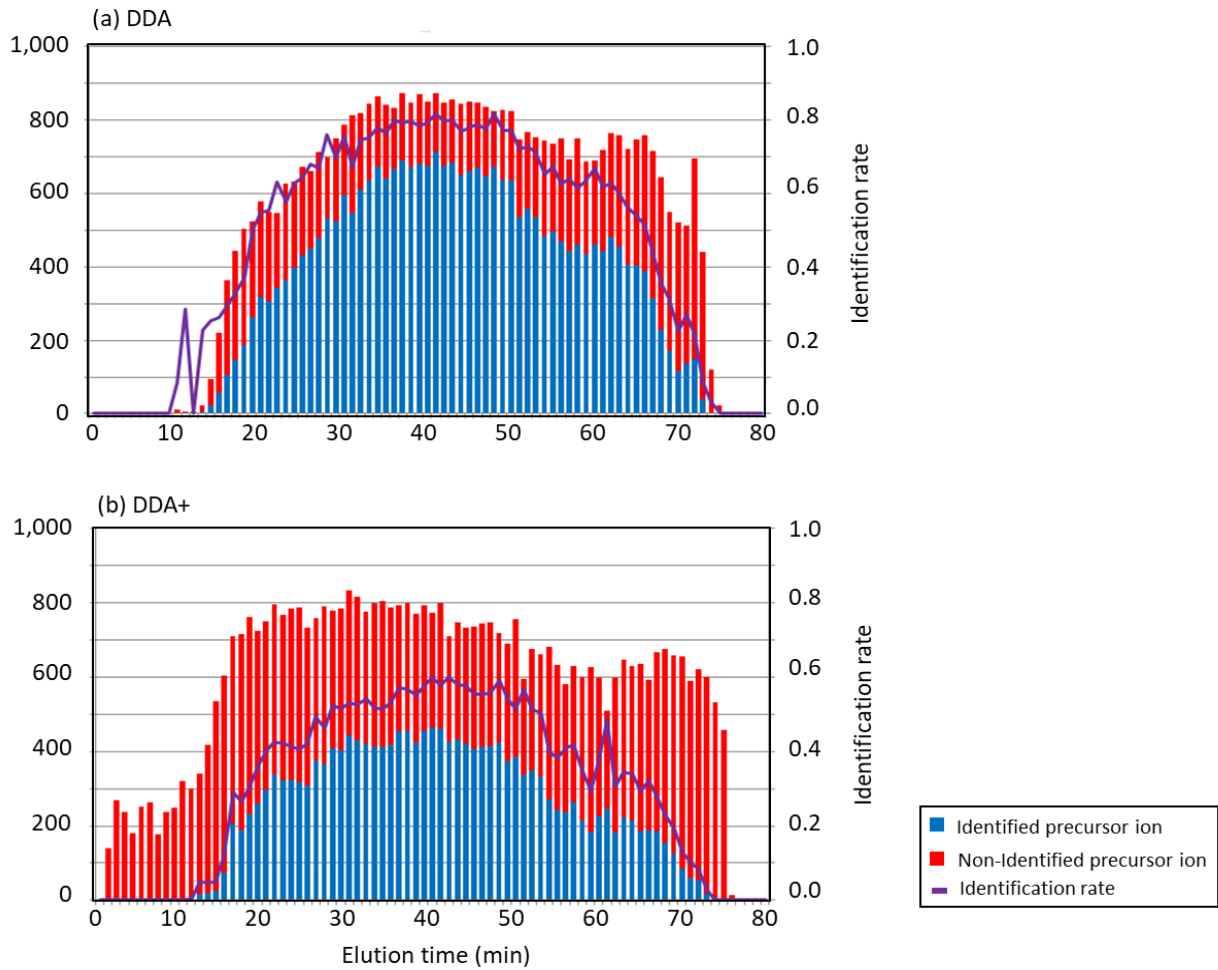 (a) DDA
1,000
800
600
400
200
0
1.0
0.8
0.6
0.4
0.2
0.0
Identification rate
0 10 20 30 40 50 60 70 80
(b) DDA+
1,000
800
600
400
200
0
1.0
0.8
0.6
0.4
0.2
0.0
Identification rate
0 10 20 30 40 50 60 70 80
Elution time (min)
Identified precursor ion
Non-Identified precursor ion
Identification rate